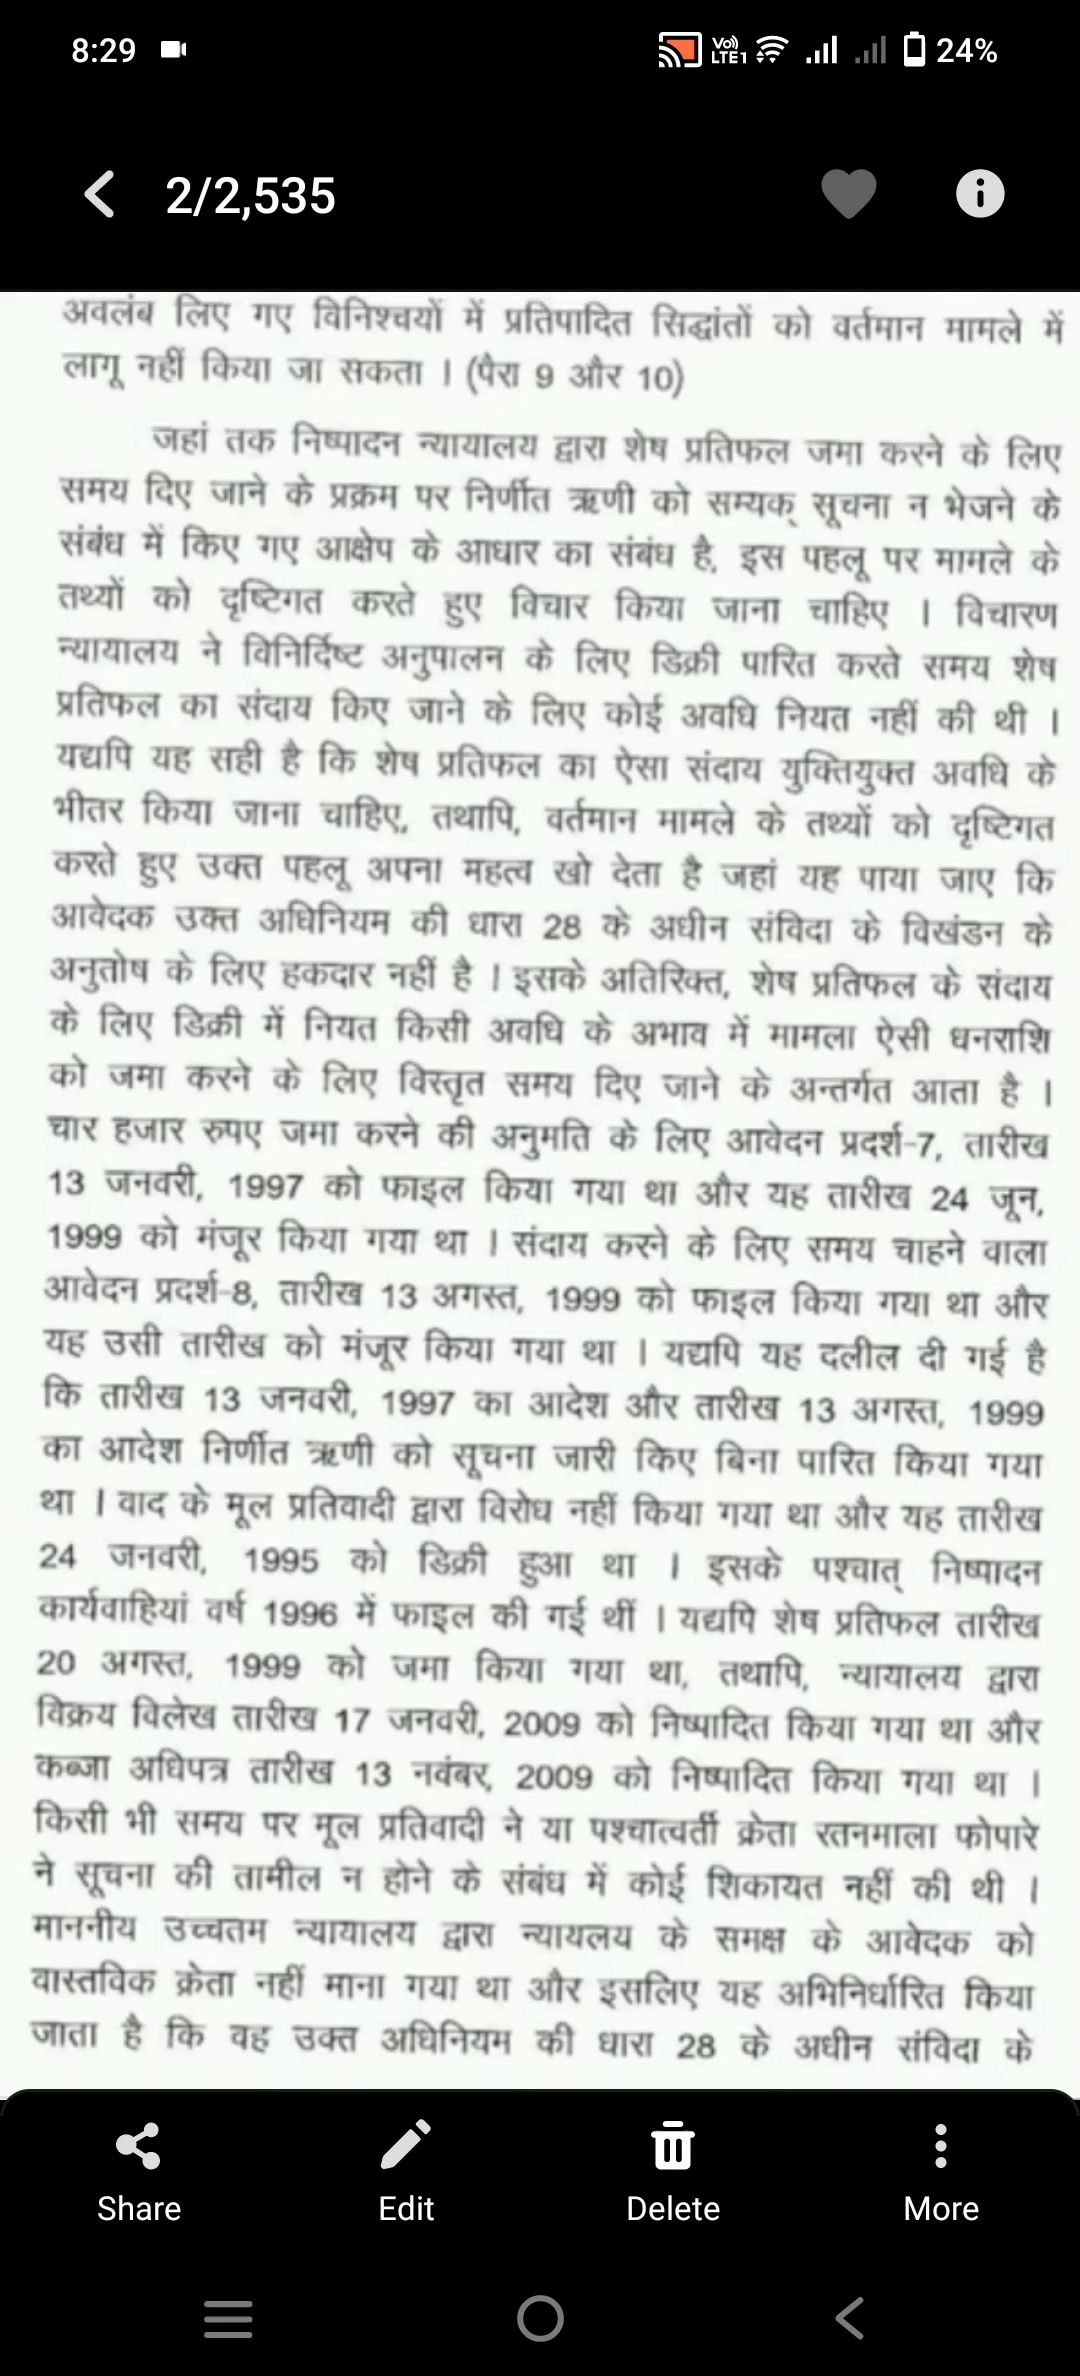 8:29
Vo)) LTE1
24%
2/2,535
अवलंब लिए गए विनिश्चयों में प्रतिपादित सिद्धांतों को वर्तमान मामले में
लागू नहीं किया जा सकता । (पैरा 9 और 10)
जहां तक निष्पादन न्यायालय द्वारा शेष प्रतिफल जमा करने के लिए
समय दिए जाने के प्रक्रम पर निर्णीत ऋणी को सम्यक् सूचना न भेजने के
संबंध में किए गए आक्षेप के आधार का संबंध है, इस पहलू पर मामले के
तथ्यों को दृष्टिगत करते हुए विचार किया जाना चाहिए । विचारण
न्यायालय ने विनिर्दिष्ट अनुपालन के लिए डिक्री पारित करते समय शेष
प्रतिफल का संदाय किए जाने के लिए कोई अवधि नियत नहीं की थी ।
यद्यपि यह सही है कि शेष प्रतिफल का ऐसा संदाय युक्तियुक्त अवधि के
भीतर किया जाना चाहिए, तथापि, वर्तमान मामले के तथ्यों को दृष्टिगत
करते हुए उक्त पहलू अपना महत्व खो देता है जहां यह पाया जाए कि
आवेदक उक्त अधिनियम की धारा 28 के अधीन संविदा के विखंडन के
अनुतोष के लिए हकदार नहीं है । इसके अतिरिक्त, शेष प्रतिफल के संदाय
के लिए डिक्री में नियत किसी अवधि के अभाव में मामला ऐसी धनराशि
को जमा करने के लिए विस्तृत समय दिए जाने के अन्तर्गत आता है ।
चार हजार रुपए जमा करने की अनुमति के लिए आवेदन प्रदर्श-7, तारीख
13 जनवरी, 1997 को फाइल किया गया था और यह तारीख 24 जून,
1999 को मंजूर किया गया था । संदाय करने के लिए समय चाहने वाला
आवेदन प्रदर्श-8, तारीख 13 अगस्त, 1999 को फाइल किया गया था और
यह उसी तारीख को मंजूर किया गया था । यद्यपि यह दलील दी गई है
कि तारीख 13 जनवरी, 1997 का आदेश और तारीख 13 अगस्त, 1999
का आदेश निर्णीत ऋणी को सूचना जारी किए बिना पारित किया गया
था । वाद के मूल प्रतिवादी द्वारा विरोध नहीं किया गया था और यह तारीख
24 जनवरी, 1995 को डिक्री हुआ था । इसके पश्चात् निष्पादन
कार्यवाहियां वर्ष 1996 में फाइल की गई थीं । यद्यपि शेष प्रतिफल तारीख
20 अगस्त, 1999 को जमा किया गया था, तथापि, न्यायालय द्वारा
विक्रय विलेख तारीख 17 जनवरी, 2009 को निष्पादित किया गया था और
कब्जा अधिपत्र तारीख 13 नवंबर, 2009 को निष्पादित किया गया था ।
किसी भी समय पर मूल प्रतिवादी ने या पश्चात्वर्ती क्रेता रतनमाला फोपारे
ने सूचना की तामील न होने के संबंध में कोई शिकायत नहीं की थी ।
माननीय उच्चतम न्यायालय द्वारा न्यायलय के समक्ष के आवेदक को
वास्तविक क्रेता नहीं माना गया था और इसलिए यह अभिनिर्धारित किया
जाता है कि वह उक्त अधिनियम की धारा 28 के अधीन संविदा के
Share
Edit
Delete
More